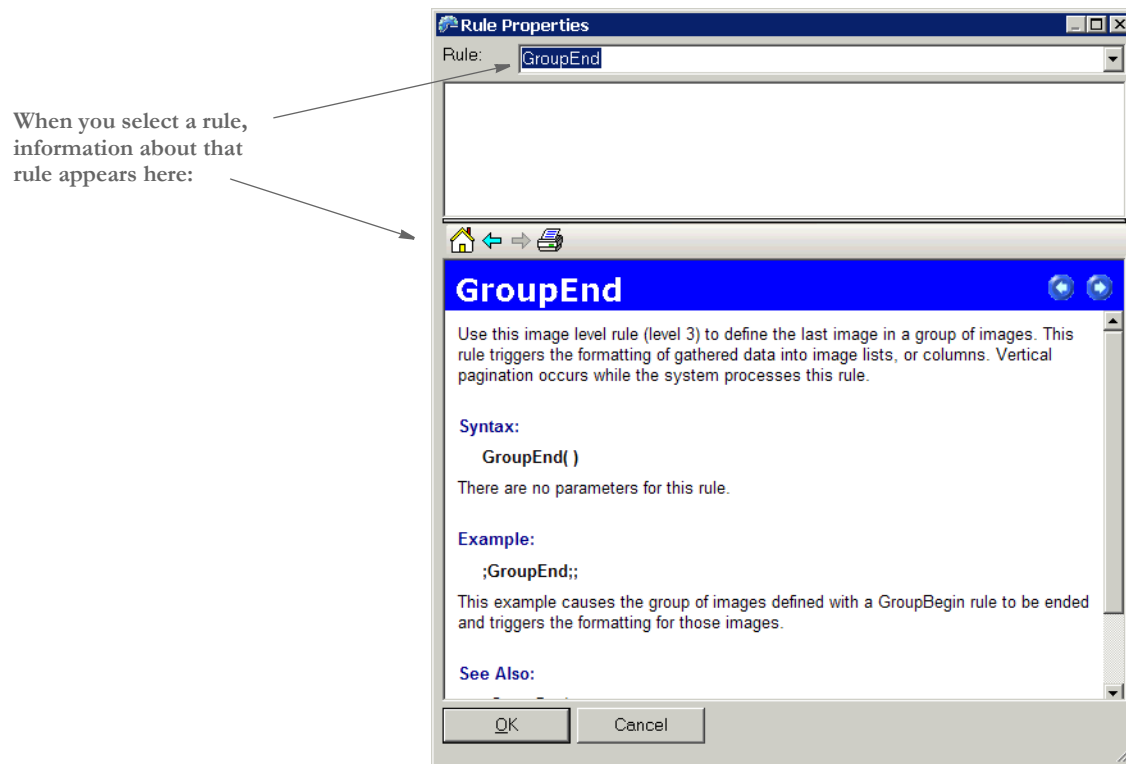 Rule Properties
Rule:
GroupEnd
When you select a rule,
information about that
rule appears here:
GroupEnd
Use this image level rule (level 3) to define the last image in a group of images. This
rule triggers the formatting of gathered data into image lists, or columns. Vertical
pagination occurs while the system processes this rule.
Syntax:
GroupEnd( )
There are no parameters for this rule.
Example:
;GroupEnd;;
This example causes the group of images defined with a GroupBegin rule to be ended
and triggers the formatting for those images.
See Also:
OK
Cancel